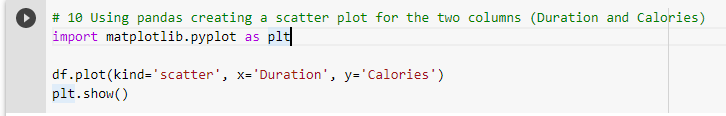 # 10 Using pandas creating a scatter plot for the two columns (Duration and Calories)
import matplotlib.pyplot as plt
df.plot(kind='scatter', x='Duration', y='Calories')
plt.show()